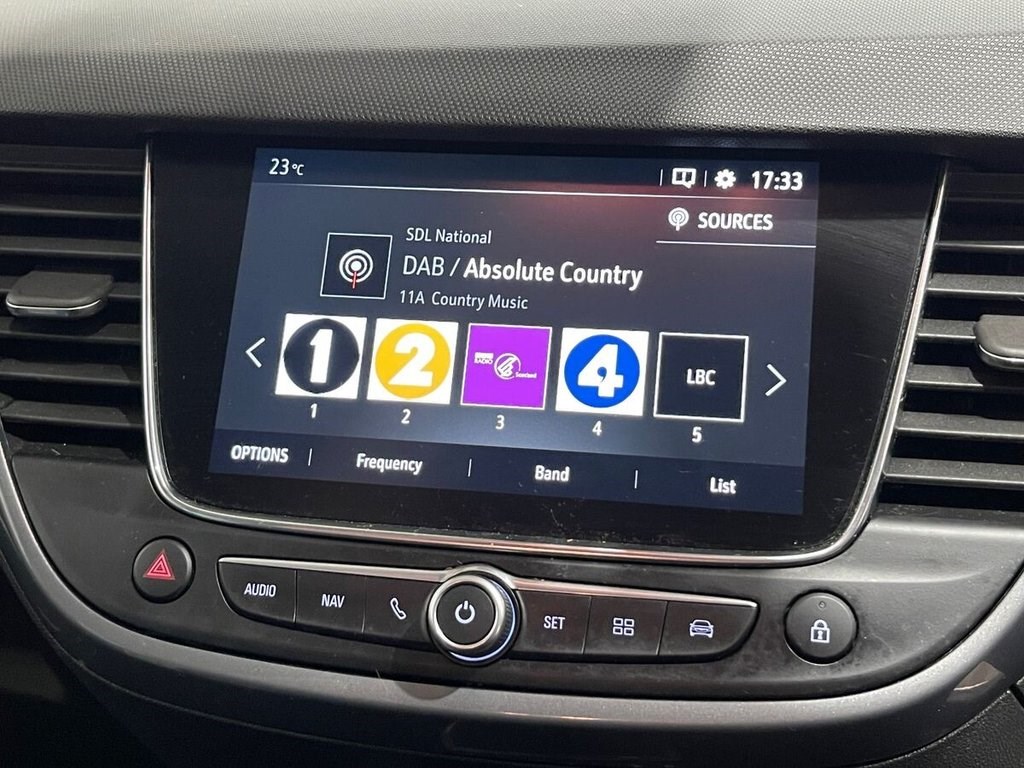 23°C
17:33
SOURCES
SDL National
DAB / Absolute Country
11A Country Music
1
2
4
LBC
1
2
3
4
5
OPTIONS
Frequency
Band
List
AUDIO
NAV
SET